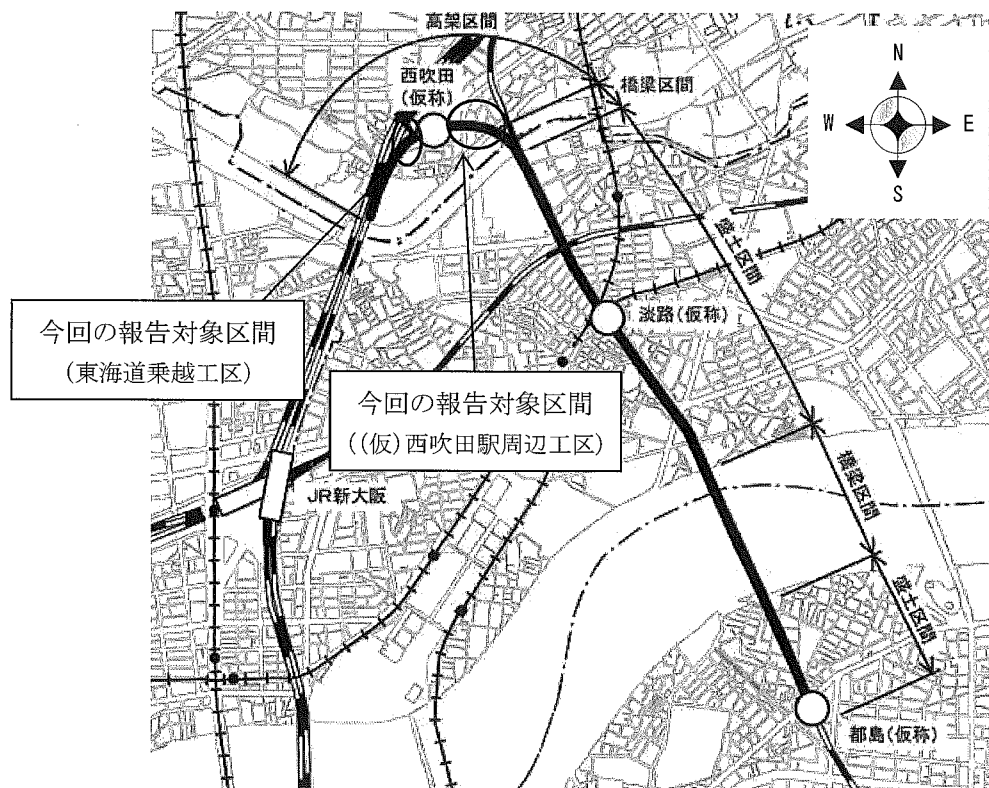 高架区間
西吹田
(仮称)
橋梁区間
N
W
E
S
盛土区間
淡路(仮称)
今回の報告対象区間
(東海道乗越工区)
今回の報告対象区間
((仮)西吹田駅周辺工区)
JR新大阪
橋梁区間
盛土区間
都島(仮称)